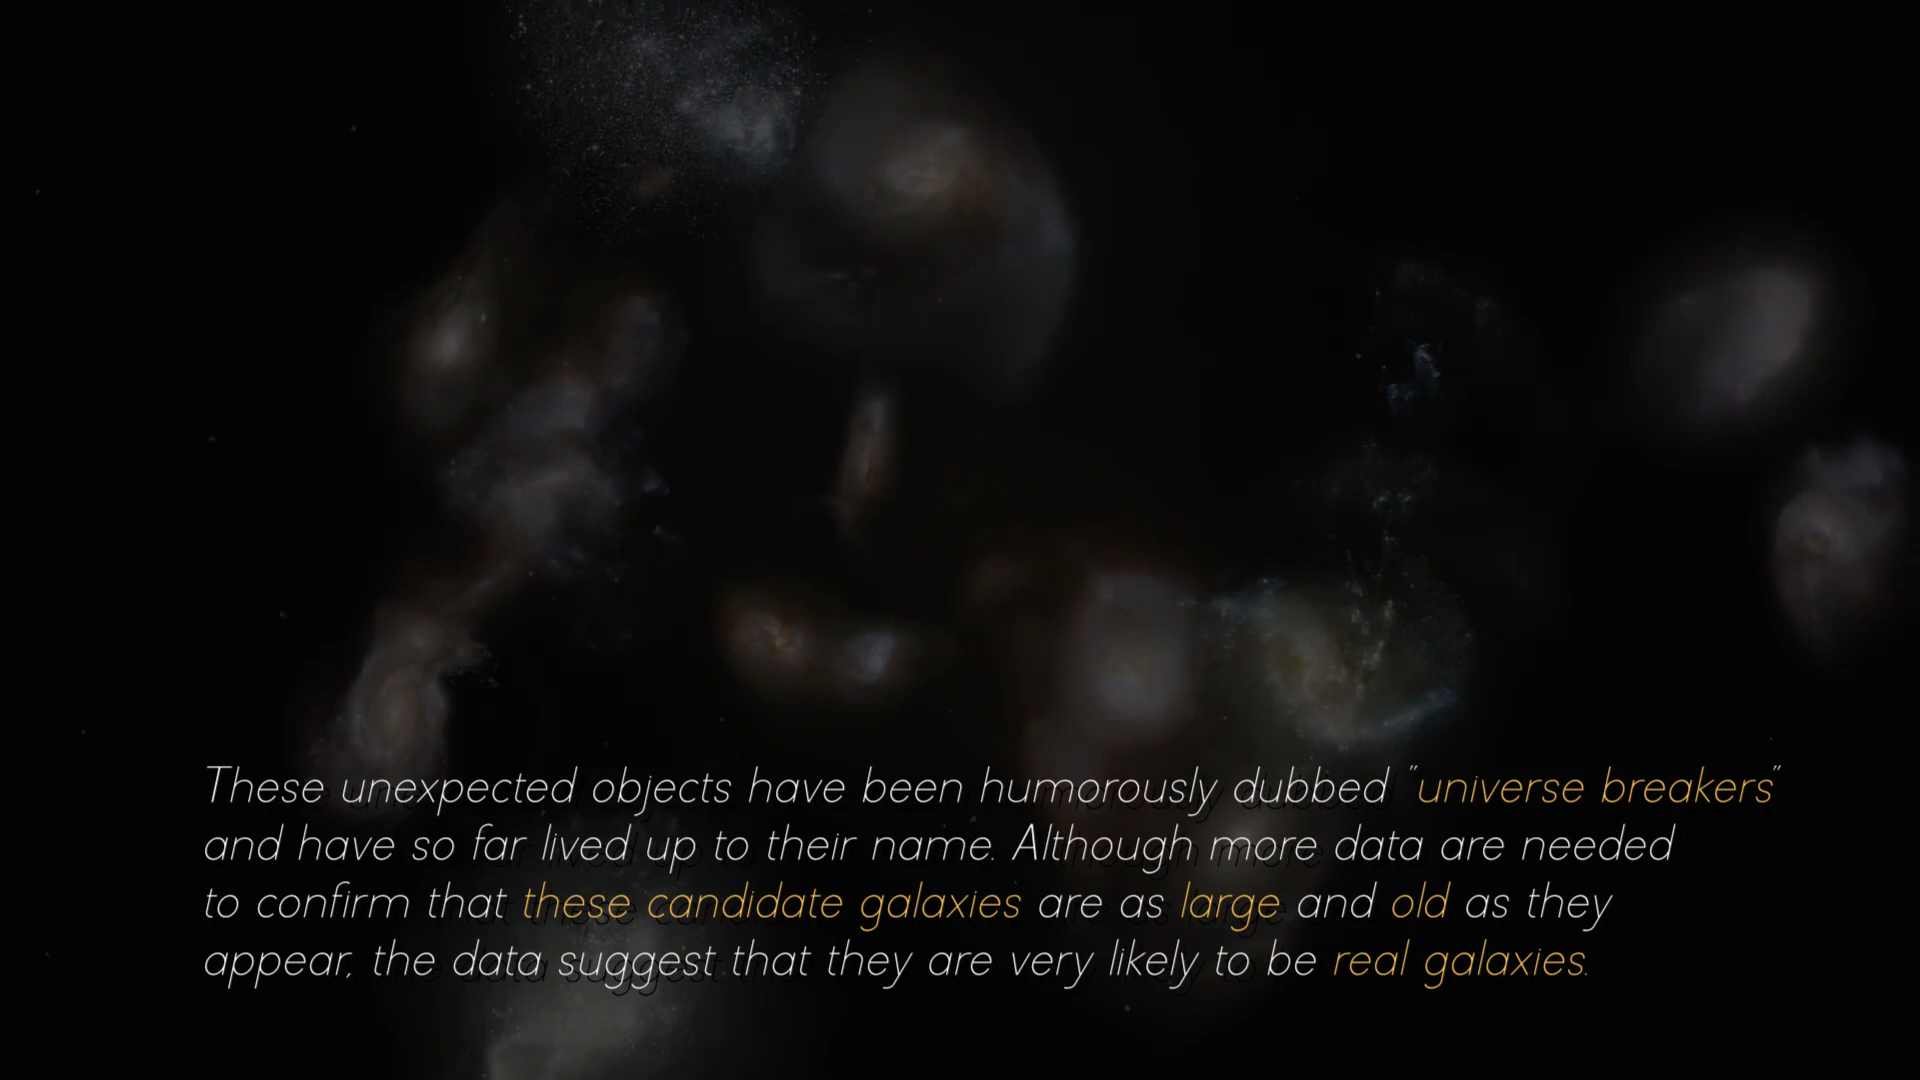 These unexpected objects have been humorously dubbed "universe breakers"
and have so far lived up to their name. Although more data are needed
to confirm that these candidate galaxies are as large and old as they
appear, the data suggest that they are very likely to be real galaxies.